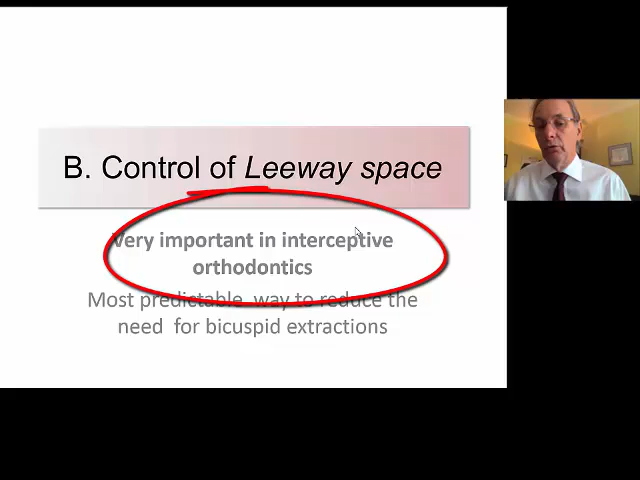 B. Control of Leeway space
Very important in interceptive
orthodontics
Most predictable way to reduce the
need for bicuspid extractions